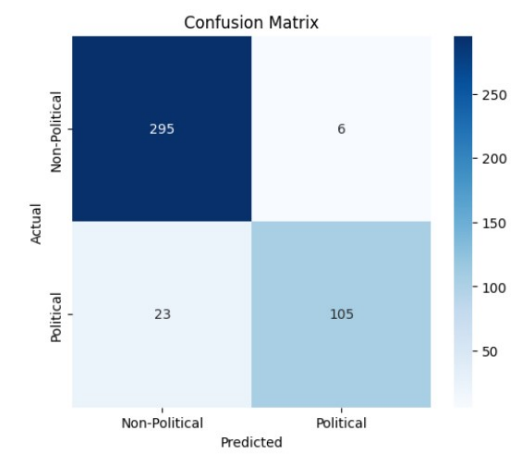 Confusion Matrix
Actual
Non-Political
295
6
Political
23
105
Non-Political
Political
Predicted
250
200
150
100
50